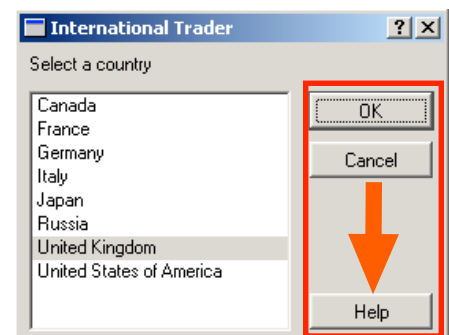 International Trader
Select a country
Canada
France
Germany
Italy
Japan
Russia
United Kingdom
United States of America
OK
Cancel
Help